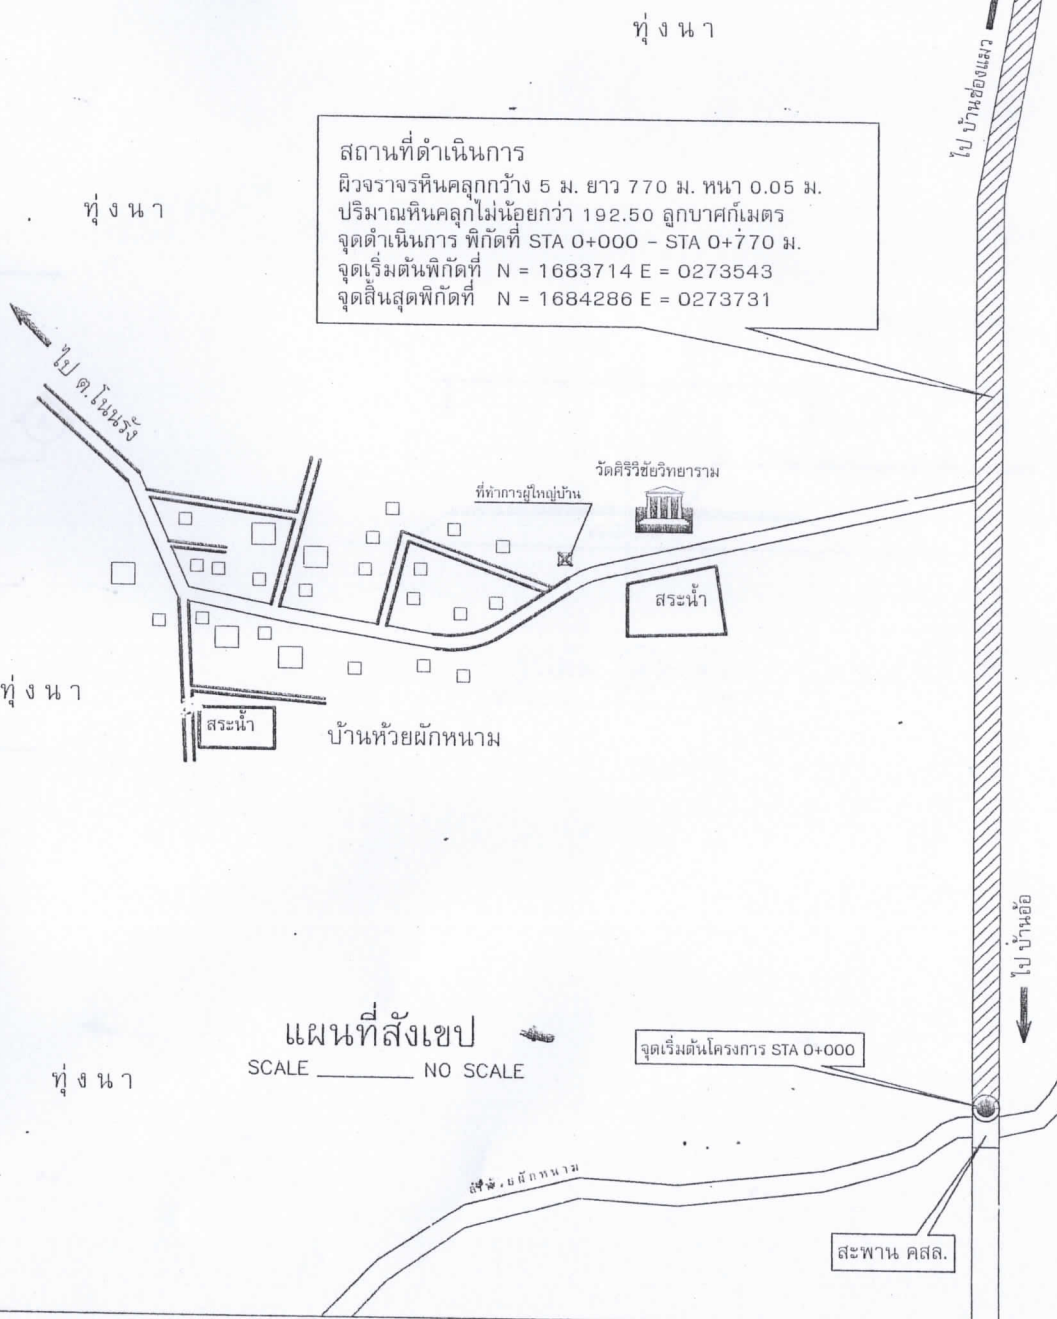 ทุ่งนา
ไป บ้านช่องแมว
สถานที่ดำเนินการ
ผิวจราจรหินคลุกกว้าง 5 ม. ยาว 770 ม. หนา 0.05 ม.
ปริมาณหินคลุกไม่น้อยกว่า 192.50 ลูกบาศก์เมตร
จุดดำเนินการ พิกัดที่ STA 0+000 - STA 0+770 ม.
จุดเริ่มต้นพิกัดที่ N = 1683714 E = 0273543
จุดสิ้นสุดพิกัดที่ N = 1684286 E = 0273731
ทุ่งนา
ไป ต.โนนรัง
วัดศิริวิชัยวิทยาราม
ที่ทำการผู้ใหญ่บ้าน
สระน้ำ
ทุ่งนา
สระน้ำ
บ้านห้วยผักหนาม
ไป บ้านอ้อ
แผนที่สังเขป
SCALE ________ NO SCALE
จุดเริ่มต้นโครงการ STA 0+000
ทุ่งนา
ผักหนาม
สะพาน คสล.